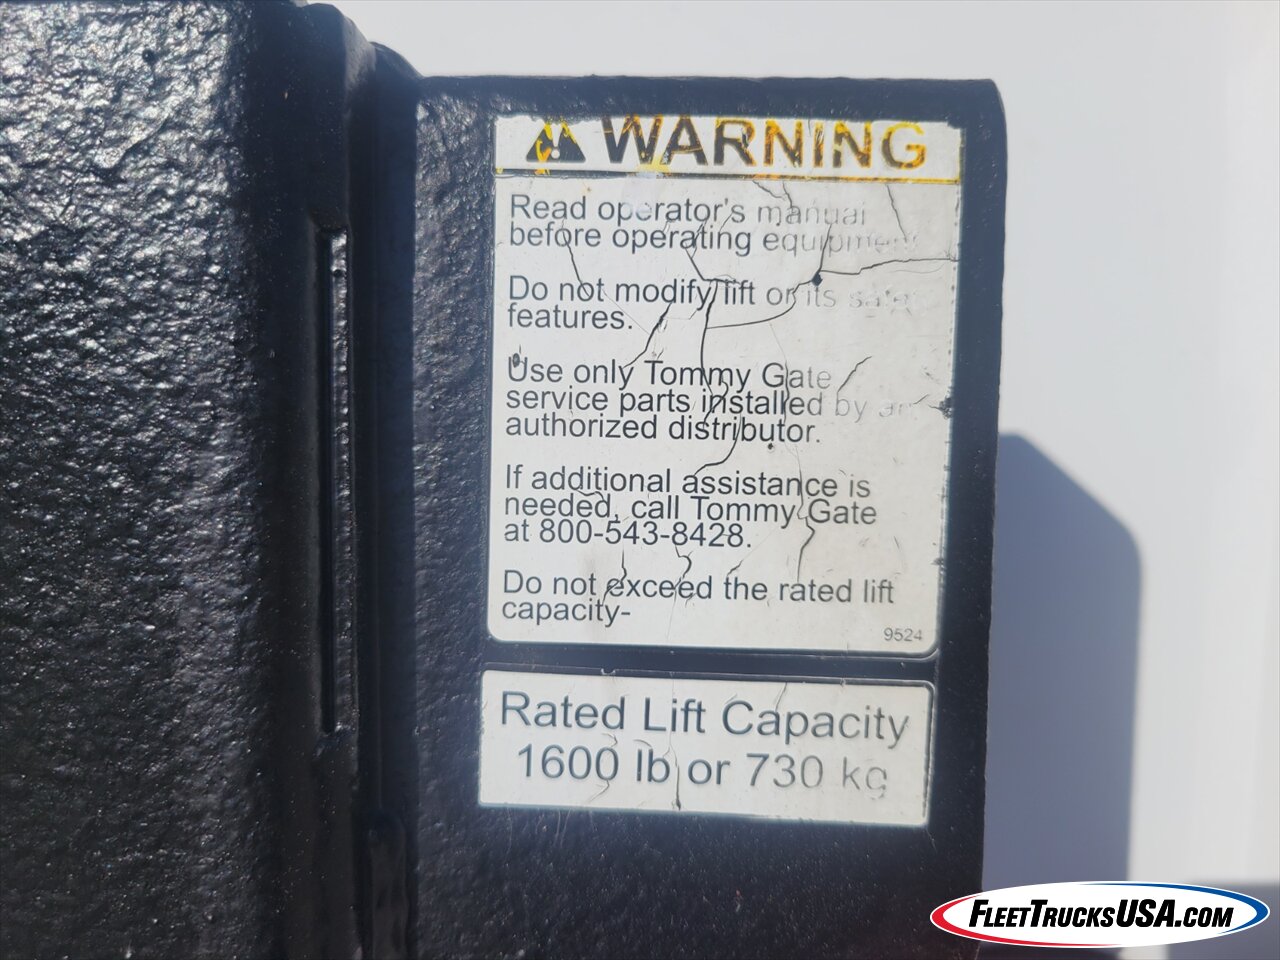 WARNING
Read operator's manual
before operating equipment
Do not modify lift or its safety
features.
Use only Tommy Gate
service parts installed by an
authorized distributor.
If additional assistance is
needed, call Tommy Gate
at 800-543-8428.
Do not exceed the rated lift
capacity-
9524
Rated Lift Capacity
1600 lb or 730 kg
FLEETTRUCKSUSA.COM